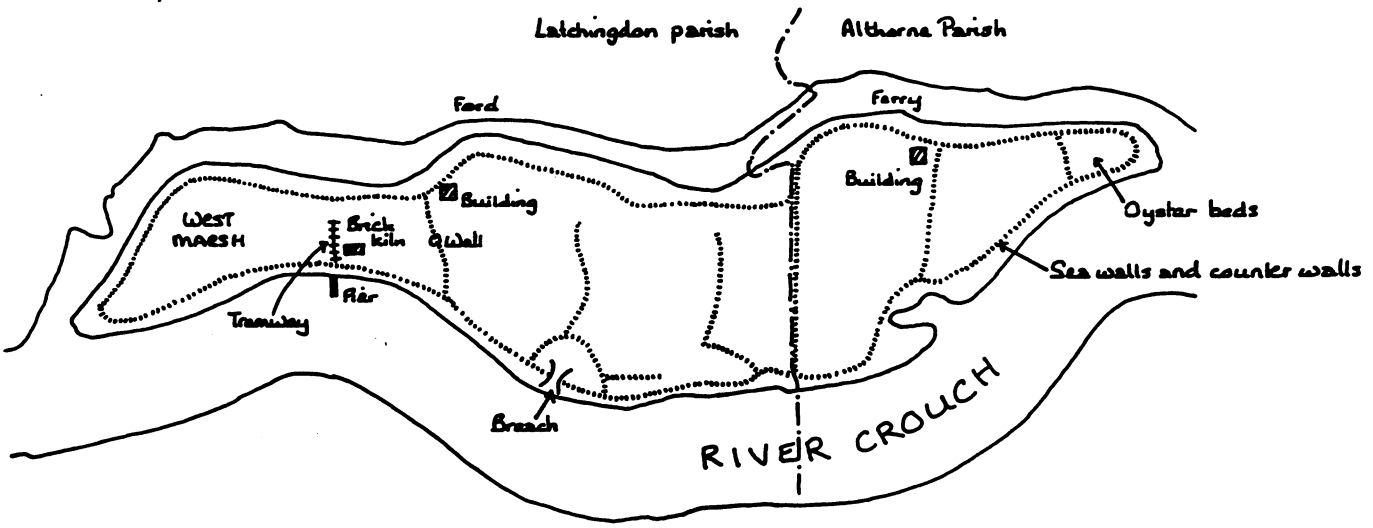 Latchingdon parish
Althorne Parish
Ford
Ferry
Building
Building
WEST
MARSH
Brick
kiln
? Wall
Oyster beds
Sea walls and counter walls
Pier
Tramway
Breach
RIVER CROUCH